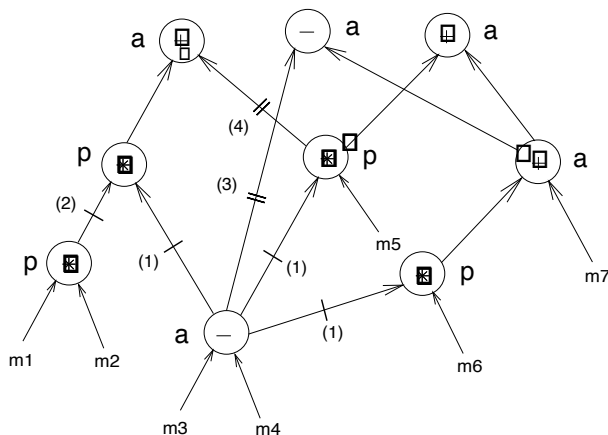 a + − a + a
(4)
p * (3) * p + a
(2)
(1) (1) m5
p * * p m7
a − (1)
m1 m2 m6
m3 m4